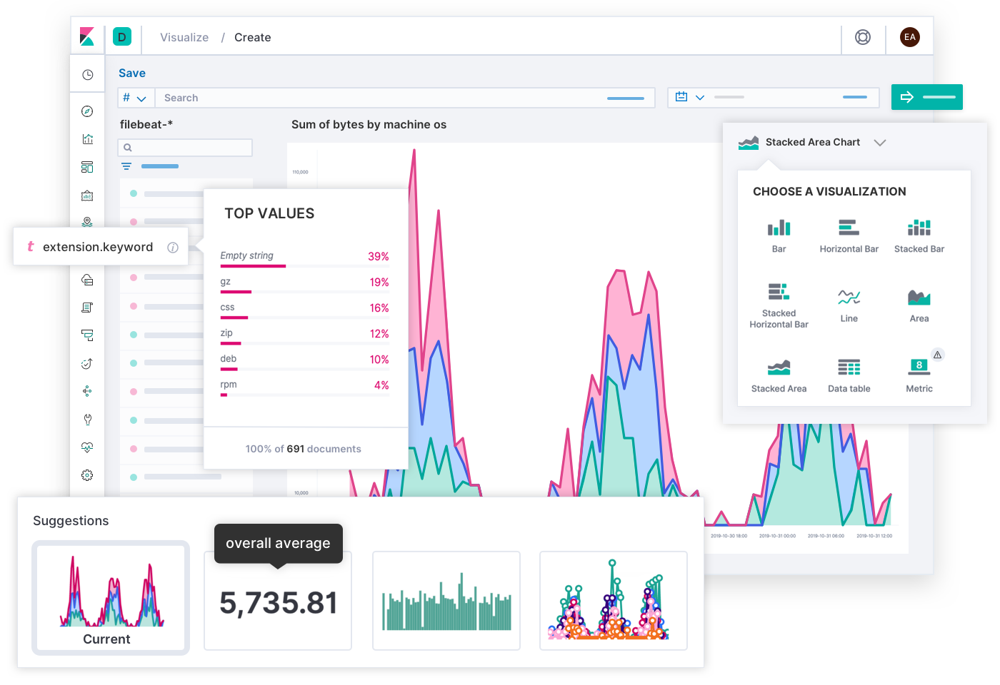 D
Visualize / Create
EA
Save
#
Search
filebeat-*
Sum of bytes by machine os
110,000
10,000
2019-10-30 18:00
2019-10-31 00:00
2019-10-31 06:00
2019-10-31 12:00
t extension.keyword i
TOP VALUES
Empty string 39%
gz 19%
css 16%
zip 12%
deb 10%
rpm 4%
100% of 691 documents
Stacked Area Chart
CHOOSE A VISUALIZATION
Bar
Horizontal Bar
Stacked Bar
Stacked
Horizontal Bar
Line
Area
Stacked Area
Data table
8
Metric
Suggestions
Current
overall average
5,735.81